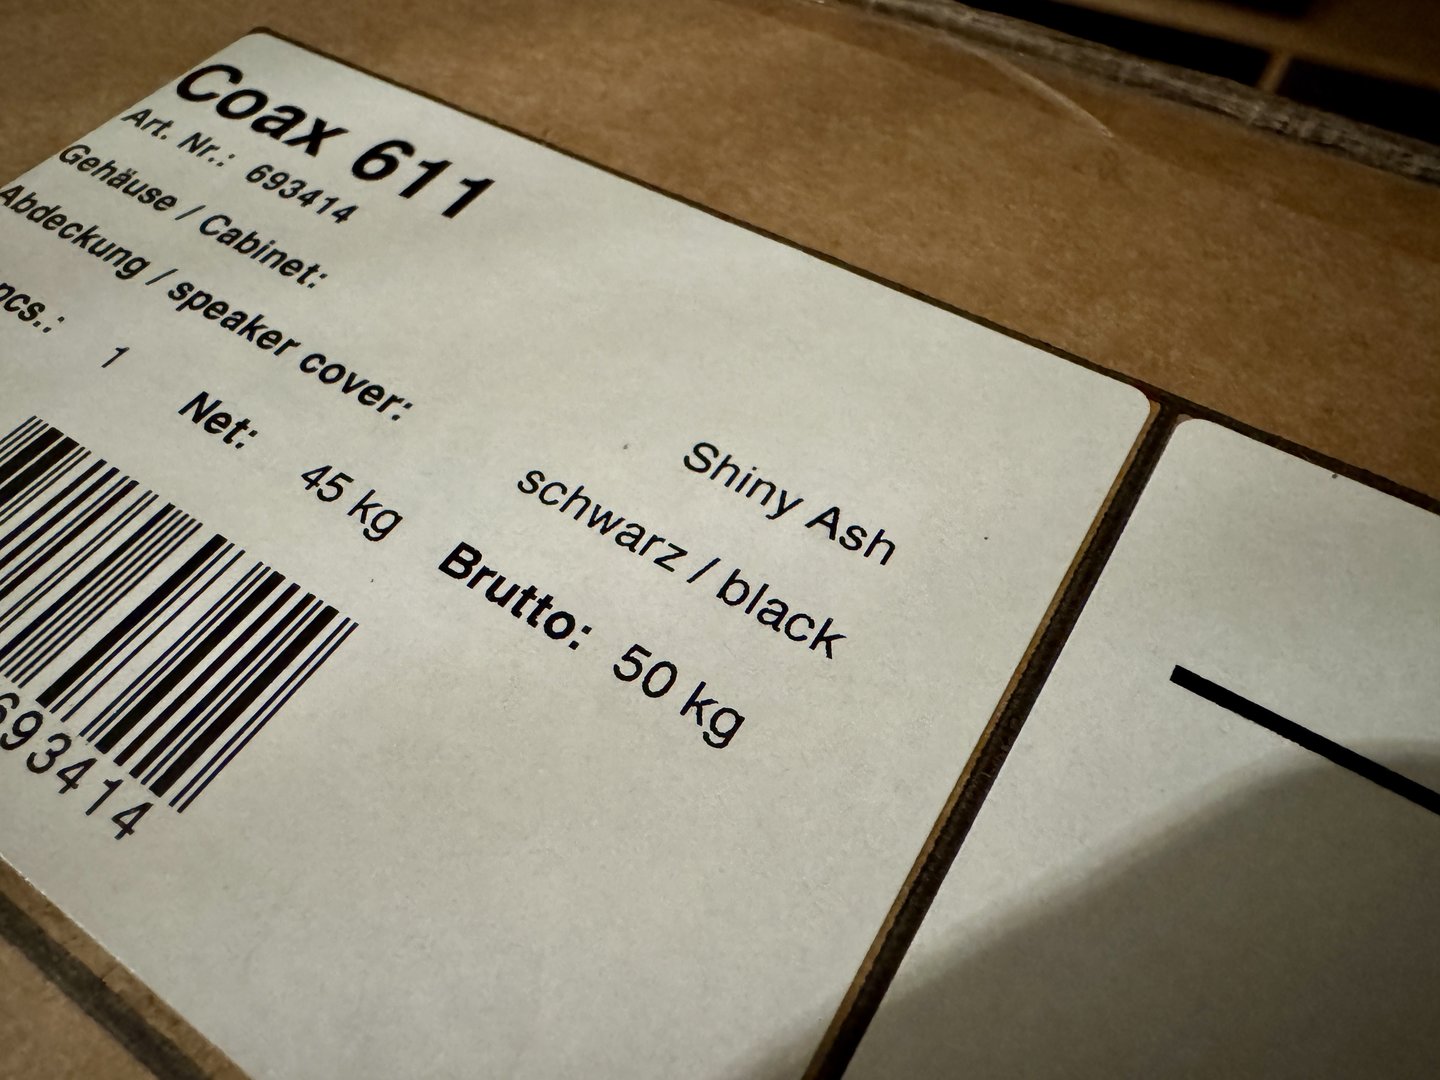 Coax 611
Art. Nr.: 693414
Gehäuse / Cabinet: Shiny Ash
Abdeckung / speaker cover: schwarz / black
pcs.: 1 Net: 45 kg Brutto: 50 kg
693414